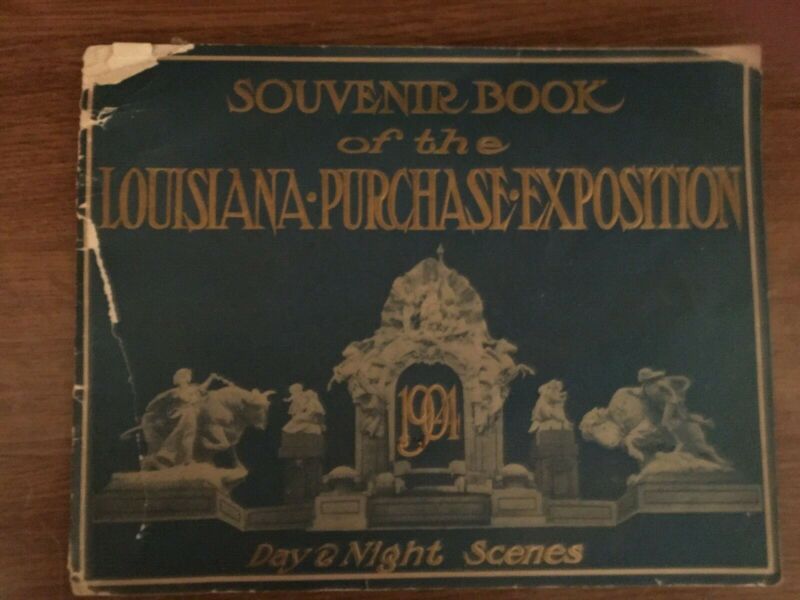 SOUVENIR BOOK
of the
LOUISIANA·PURCHASE·EXPOSITION
1904
Day & Night Scenes